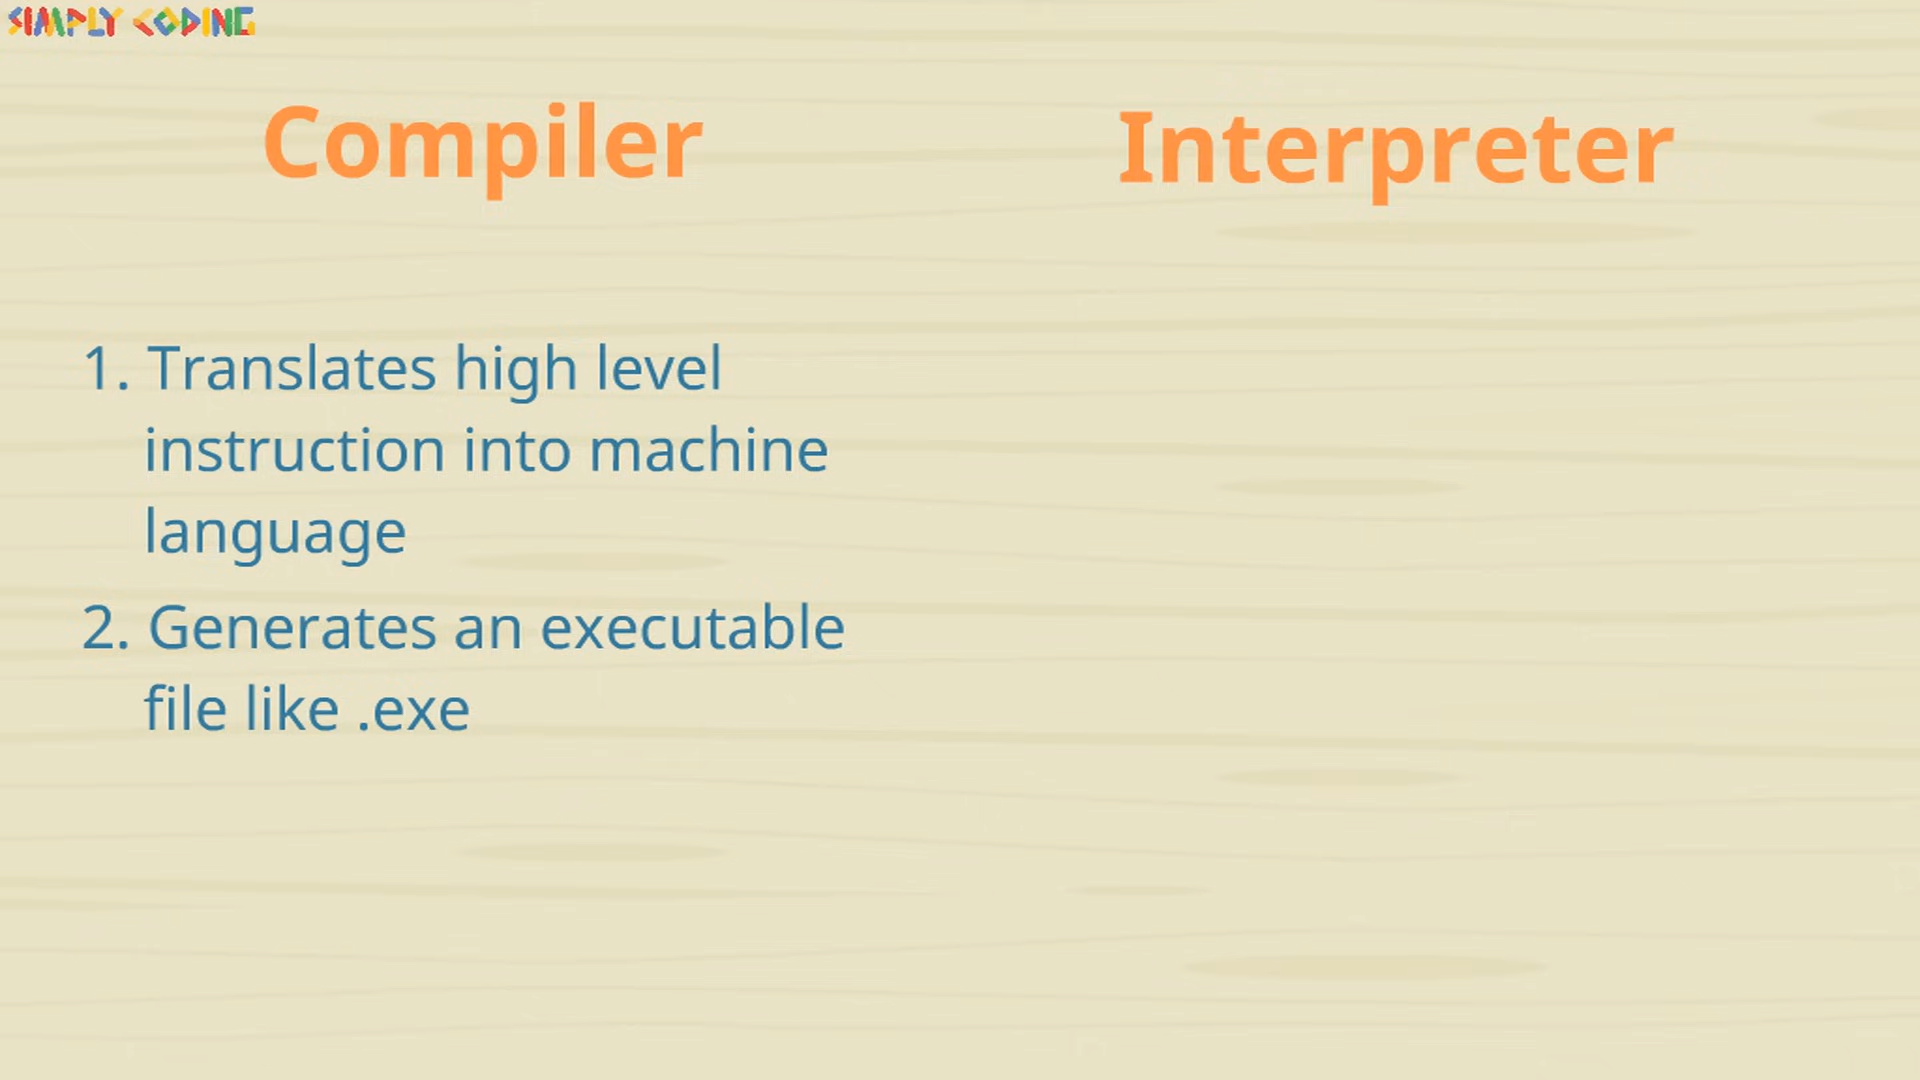 SIMPLY CODING
Compiler
Interpreter
1. Translates high level
instruction into machine
language
2. Generates an executable
file like .exe